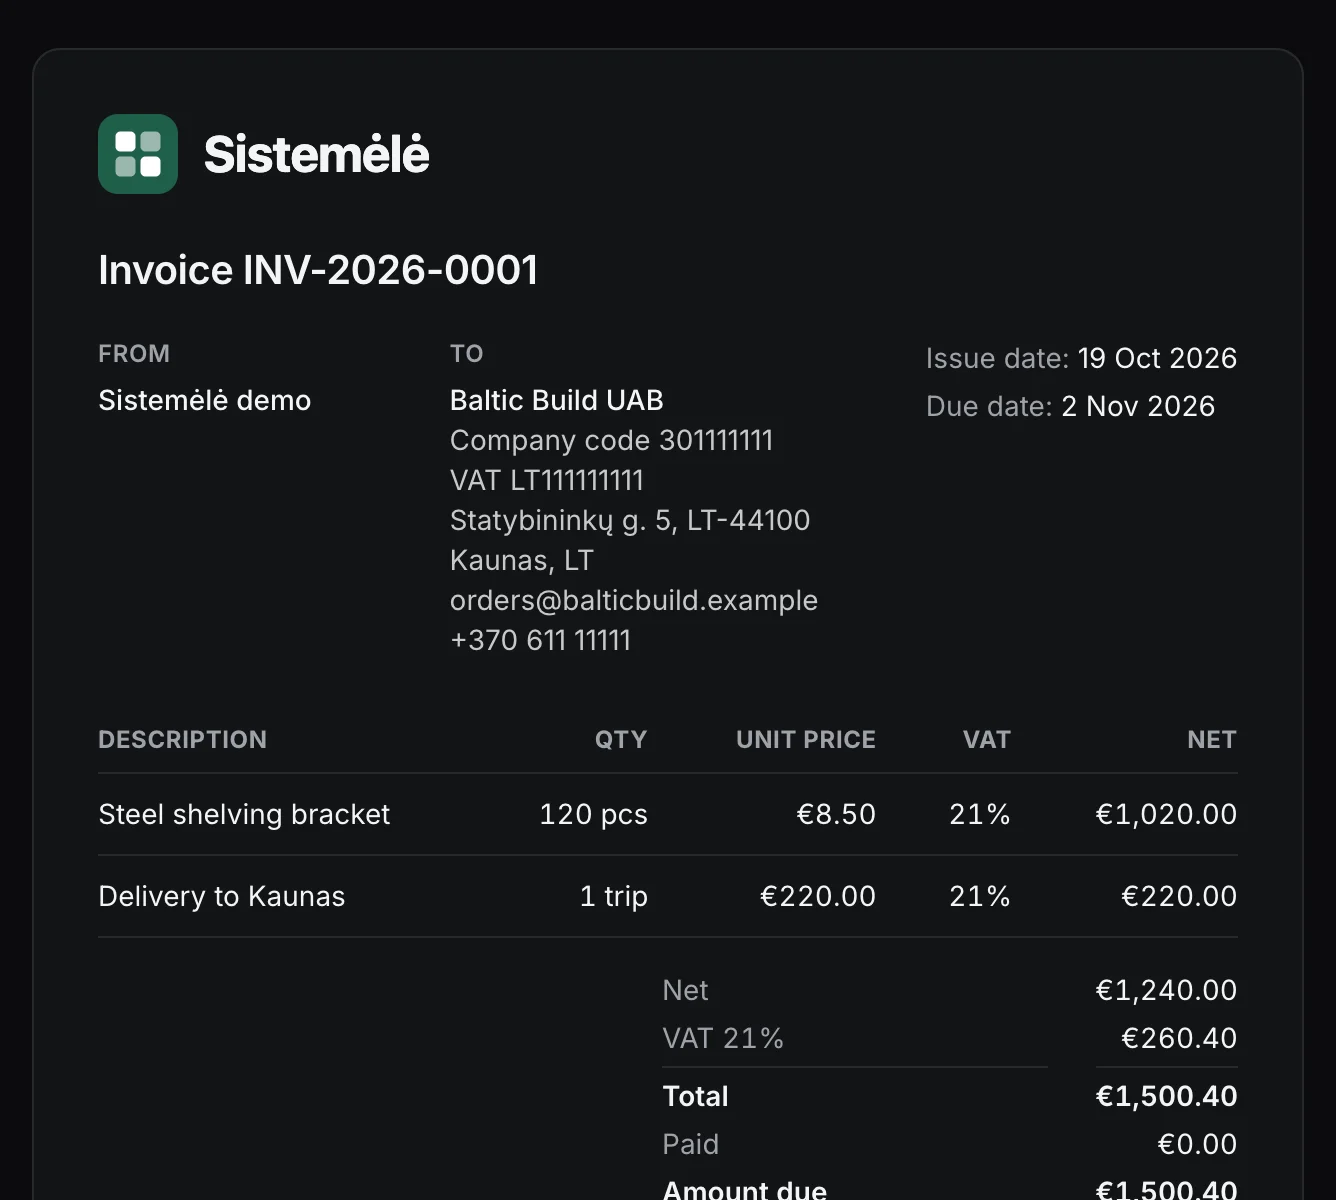 Sistemėlė
Invoice INV-2026-0001
FROM
Sistemėlė demo
TO
Baltic Build UAB
Company code 301111111
VAT LT111111111
Statybininkų g. 5, LT-44100
Kaunas, LT
orders@balticbuild.example
+370 611 11111
Issue date: 19 Oct 2026
Due date: 2 Nov 2026
DESCRIPTION QTY UNIT PRICE VAT NET
Steel shelving bracket 120 pcs €8.50 21% €1,020.00
Delivery to Kaunas 1 trip €220.00 21% €220.00
Net €1,240.00
VAT 21% €260.40
Total €1,500.40
Paid €0.00
Amount due €1,500.40